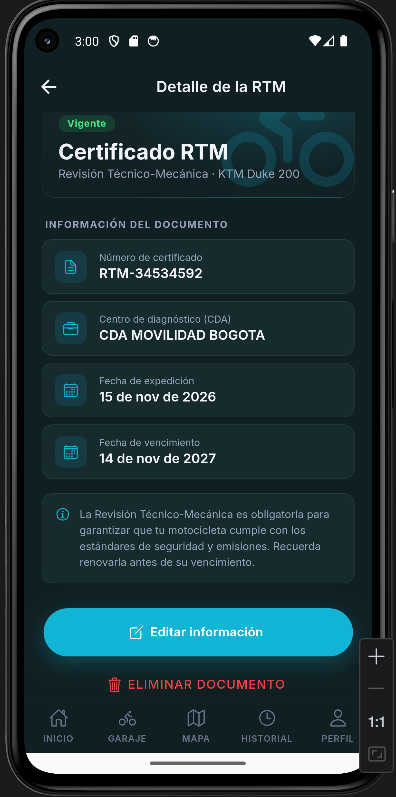 3:00
Detalle de la RTM
Vigente
Certificado RTM
Revisión Técnico-Mecánica · KTM Duke 200
INFORMACIÓN DEL DOCUMENTO
Número de certificado
RTM-34534592
Centro de diagnóstico (CDA)
CDA MOVILIDAD BOGOTA
Fecha de expedición
15 de nov de 2026
Fecha de vencimiento
14 de nov de 2027
La Revisión Técnico-Mecánica es obligatoria para
garantizar que tu motocicleta cumple con los
estándares de seguridad y emisiones. Recuerda
renovarla antes de su vencimiento.
Editar información
ELIMINAR DOCUMENTO
INICIO GARAJE MAPA HISTORIAL PERFIL
1:1